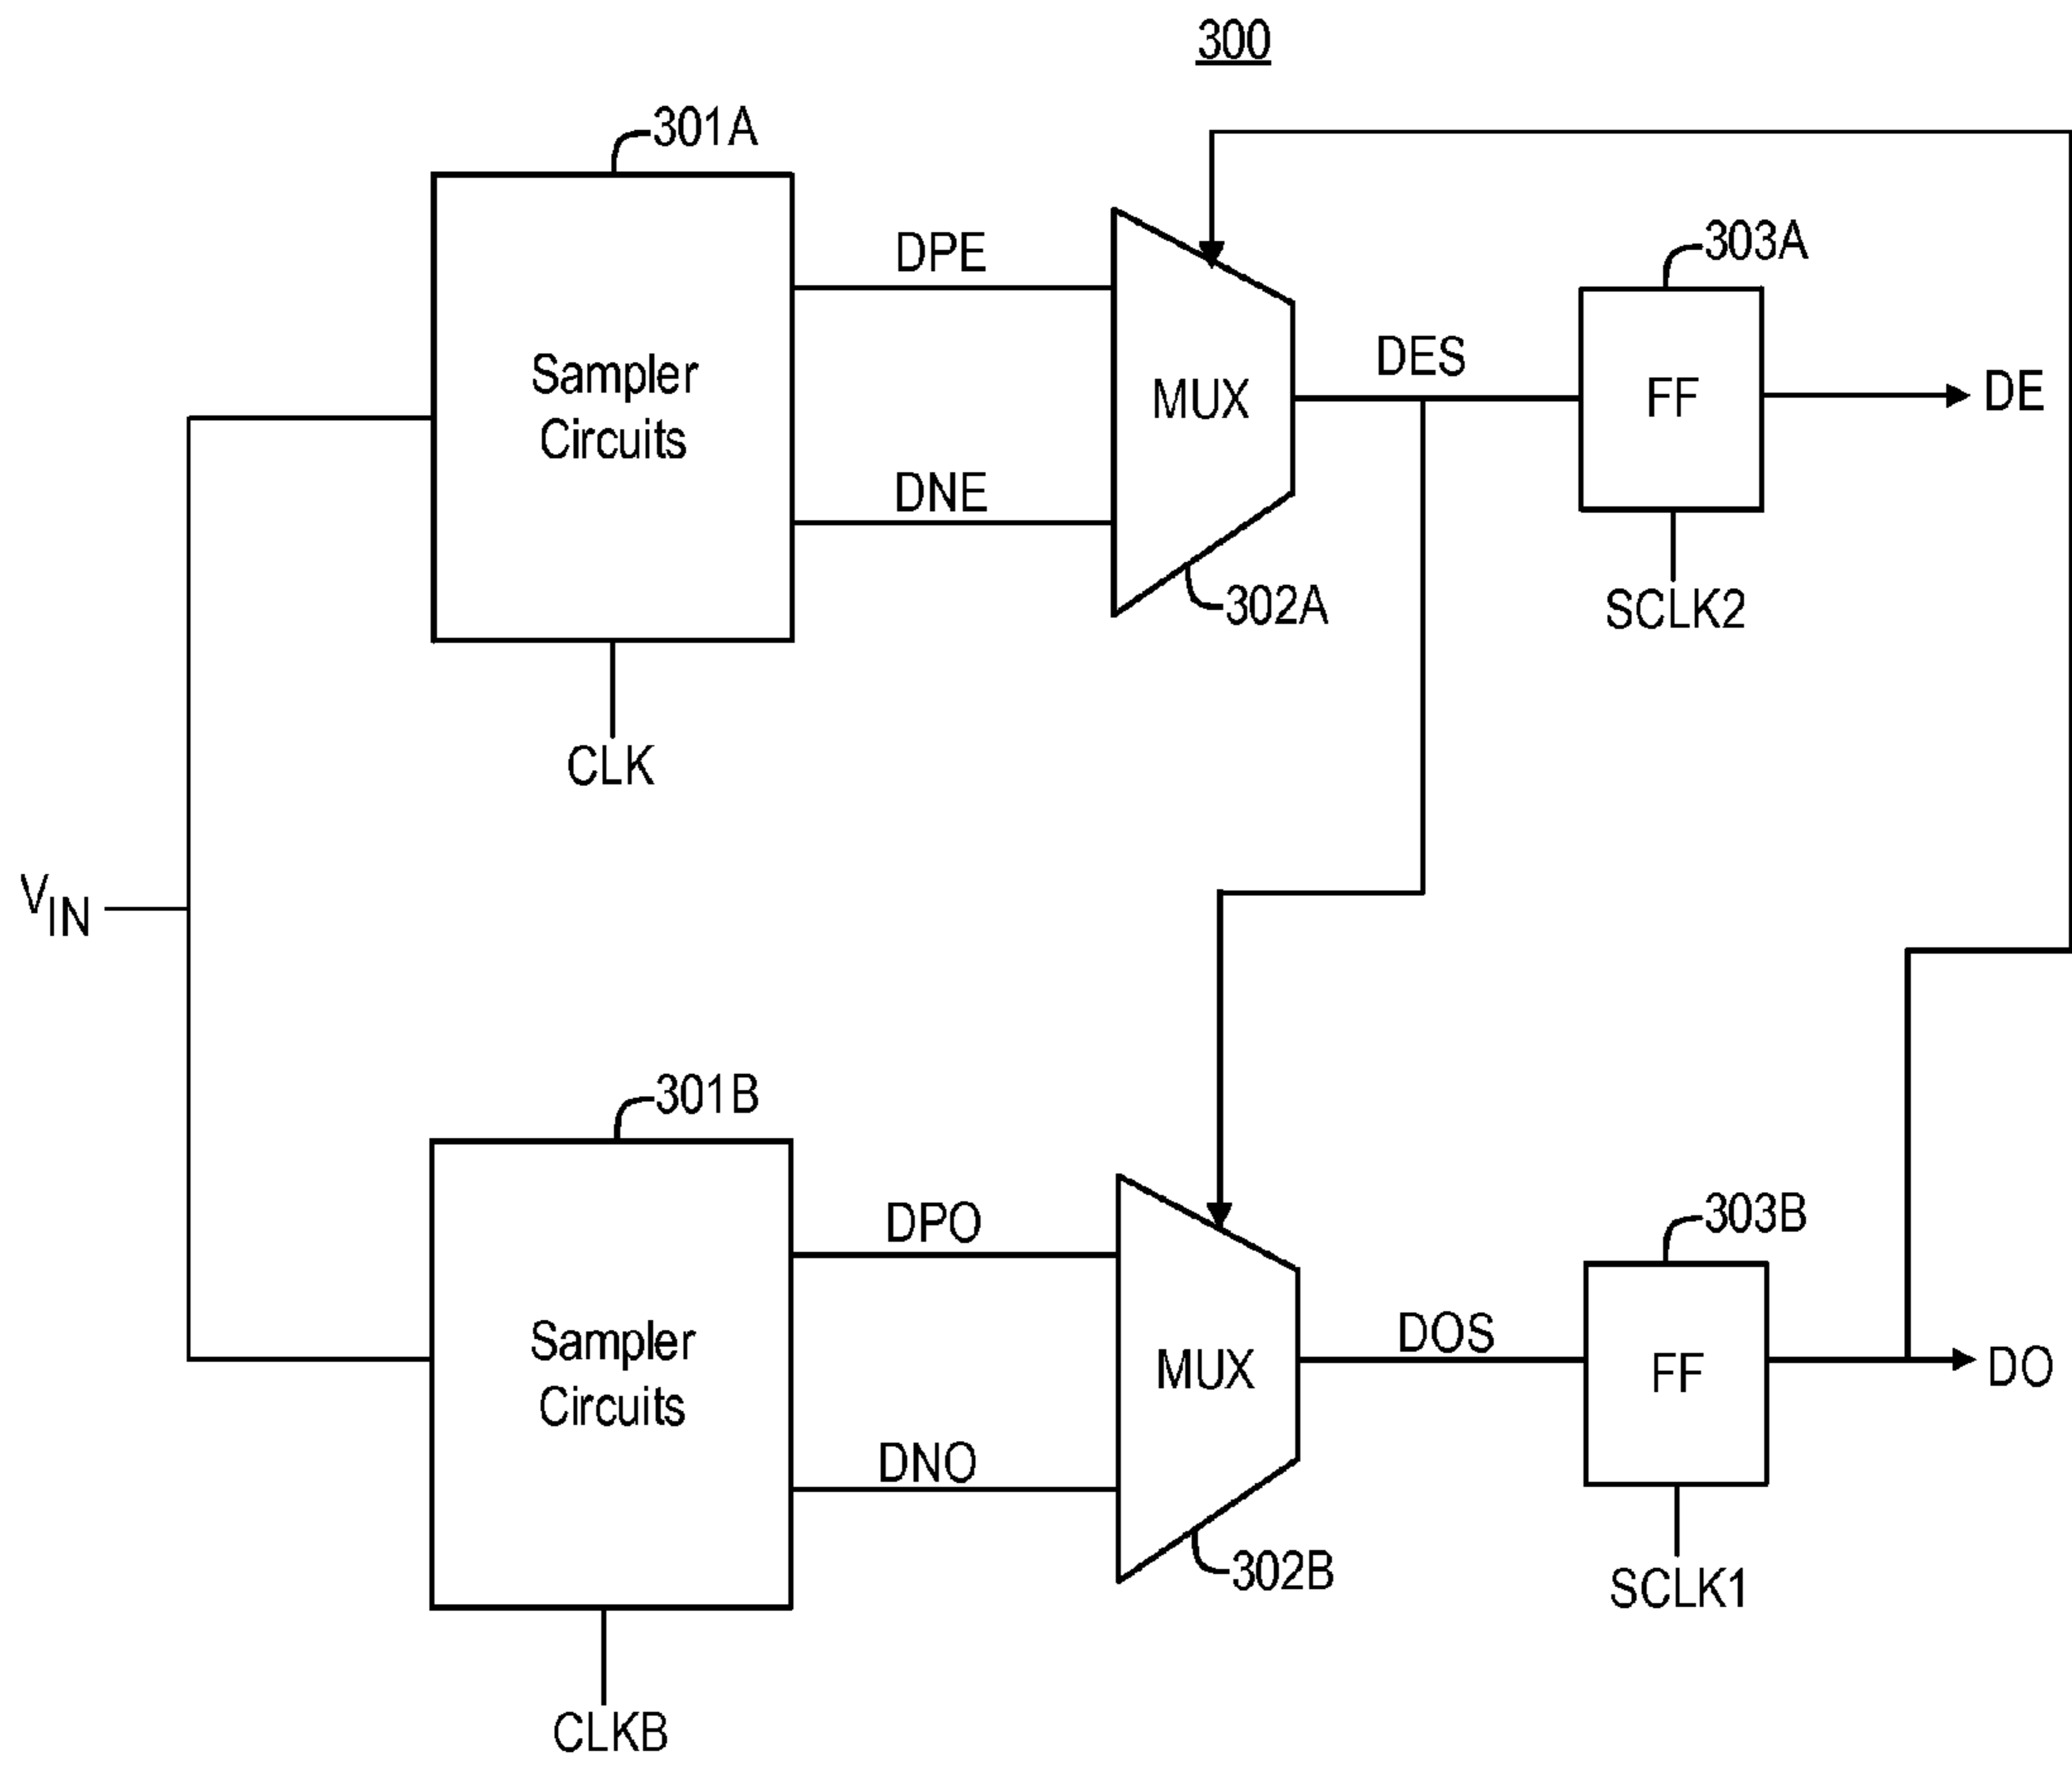 300
301A
DPE
303A
Sampler
Circuits
MUX
DES
FF
DE
DNE
302A
SCLK2
CLK
VIN
301B
DPO
303B
Sampler
Circuits
MUX
DOS
FF
DO
DNO
302B
SCLK1
CLKB